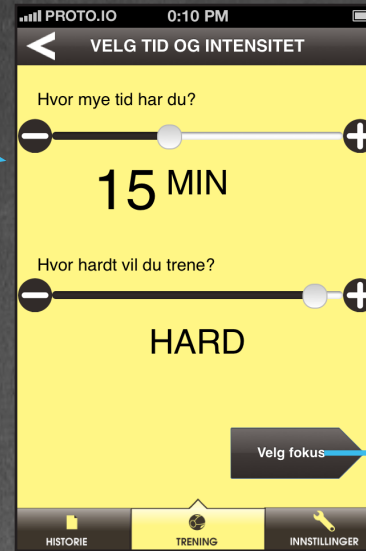 PROTO.IO 0:10 PM
VELG TID OG INTENSITET
Hvor mye tid har du?
15 MIN
Hvor hardt vil du trene?
HARD
Velg fokus
HISTORIE TRENING INNSTILLINGER